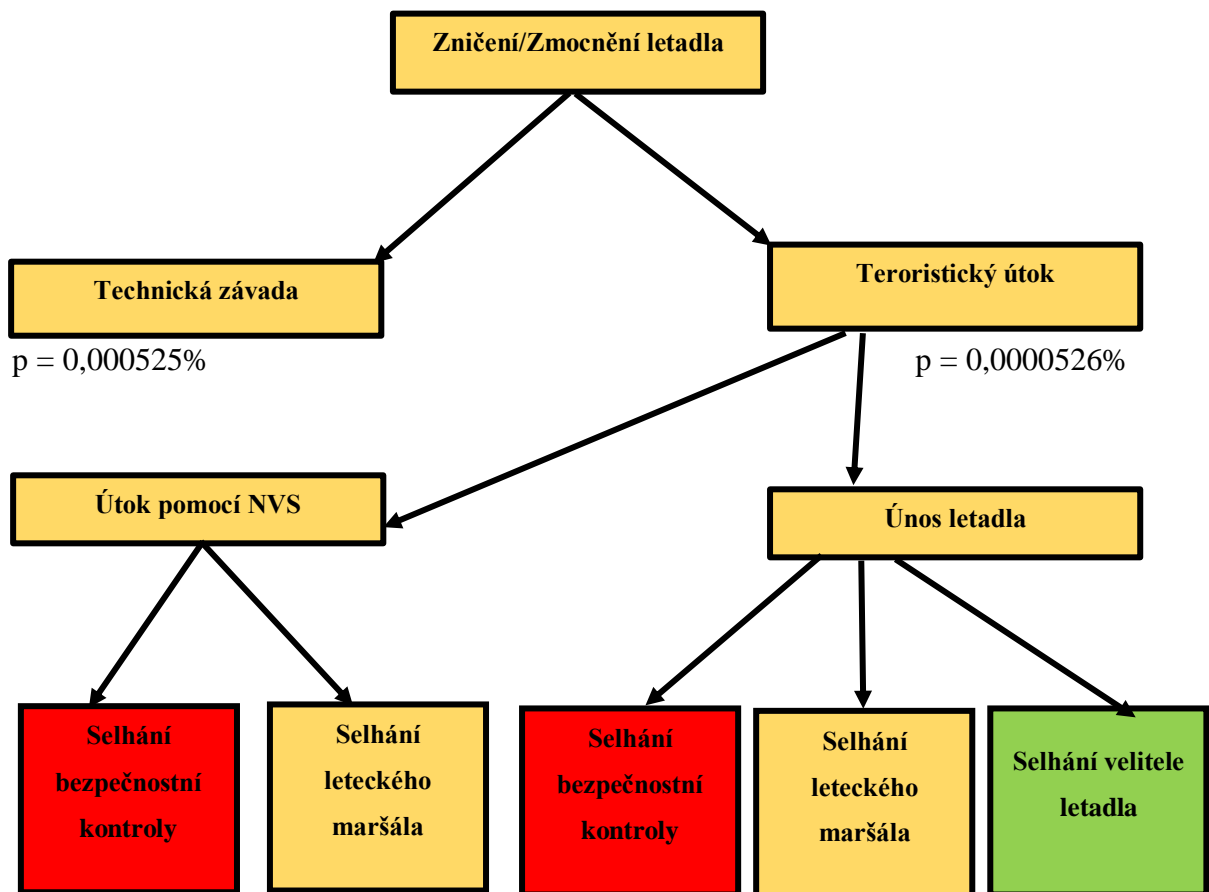 Zničení/Zmocnění letadla
Technická závada
Teroristický útok
p = 0,000525%
p = 0,0000526%
Útok pomocí NVS
Únos letadla
Selhání
bezpečnostní
kontroly
Selhání
leteckého
maršála
Selhání
bezpečnostní
kontroly
Selhání
leteckého
maršála
Selhání velitele
letadla